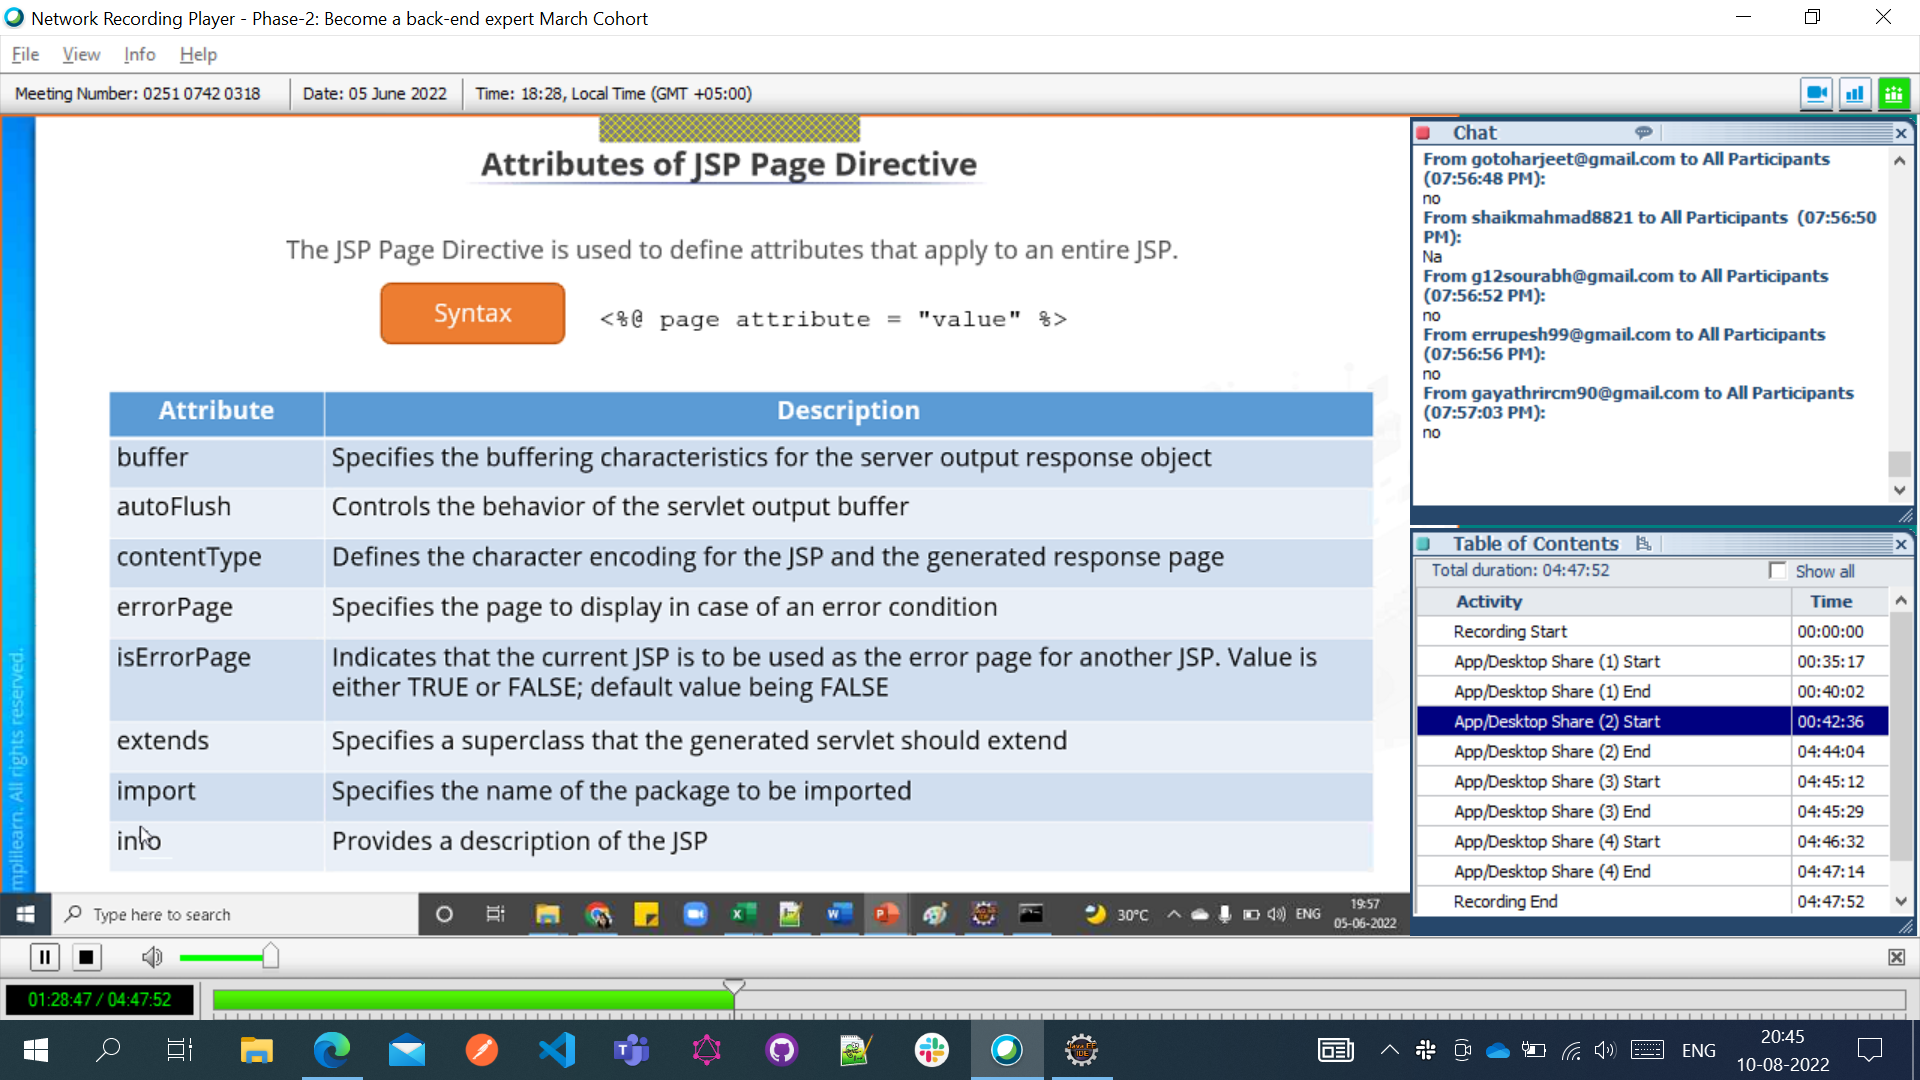 Network Recording Player - Phase-2: Become a back-end expert March Cohort
File View Info Help
Meeting Number: 0251 0742 0318 Date: 05 June 2022 Time: 18:28, Local Time (GMT +05:00)
Attributes of JSP Page Directive
The JSP Page Directive is used to define attributes that apply to an entire JSP.
Syntax <%@ page attribute = "value" %>
Attribute Description
buffer Specifies the buffering characteristics for the server output response object
autoFlush Controls the behavior of the servlet output buffer
contentType Defines the character encoding for the JSP and the generated response page
errorPage Specifies the page to display in case of an error condition
isErrorPage Indicates that the current JSP is to be used as the error page for another JSP. Value is
either TRUE or FALSE; default value being FALSE
extends Specifies a superclass that the generated servlet should extend
import Specifies the name of the package to be imported
info Provides a description of the JSP
mplilearn. All rights reserved.
Type here to search
30°C ENG 19:57
05-06-2022
Chat
From gotoharjeet@gmail.com to All Participants
(07:56:48 PM):
no
From shaikmahmad8821 to All Participants (07:56:50
PM):
Na
From g12sourabh@gmail.com to All Participants
(07:56:52 PM):
no
From errupesh99@gmail.com to All Participants
(07:56:56 PM):
no
From gayathrircm90@gmail.com to All Participants
(07:57:03 PM):
no
Table of Contents
Total duration: 04:47:52 Show all
Activity Time
Recording Start 00:00:00
App/Desktop Share (1) Start 00:35:17
App/Desktop Share (1) End 00:40:02
App/Desktop Share (2) Start 00:42:36
App/Desktop Share (2) End 04:44:04
App/Desktop Share (3) Start 04:45:12
App/Desktop Share (3) End 04:45:29
App/Desktop Share (4) Start 04:46:32
App/Desktop Share (4) End 04:47:14
Recording End 04:47:52
01:28:47 / 04:47:52
ENG 20:45
10-08-2022